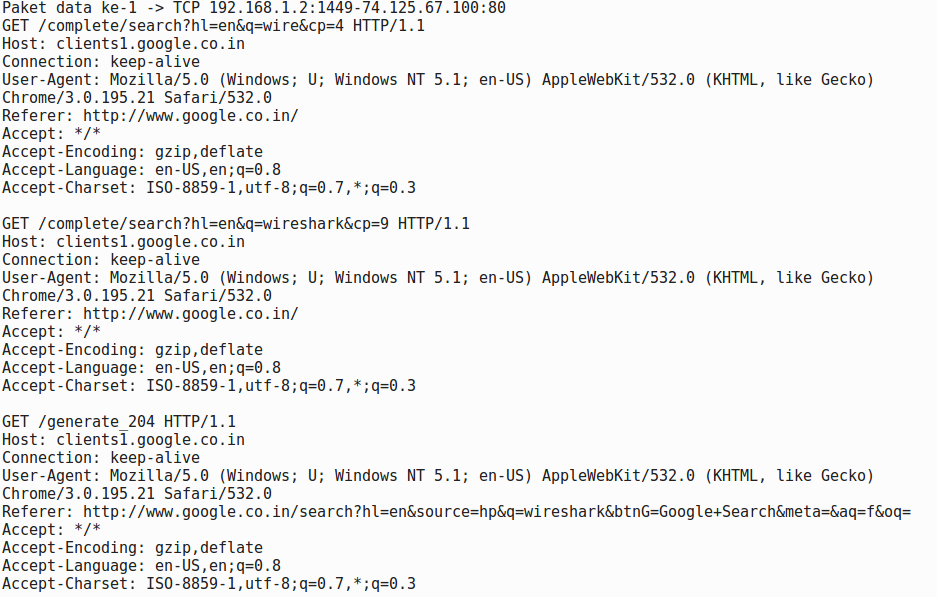 Paket data ke-1 -> TCP 192.168.1.2:1449-74.125.67.100:80
GET /complete/search?hl=en&q=wire&cp=4 HTTP/1.1
Host: clients1.google.co.in
Connection: keep-alive
User-Agent: Mozilla/5.0 (Windows; U; Windows NT 5.1; en-US) AppleWebKit/532.0 (KHTML, like Gecko)
Chrome/3.0.195.21 Safari/532.0
Referer: http://www.google.co.in/
Accept: */*
Accept-Encoding: gzip,deflate
Accept-Language: en-US,en;q=0.8
Accept-Charset: ISO-8859-1,utf-8;q=0.7,*;q=0.3

GET /complete/search?hl=en&q=wireshark&cp=9 HTTP/1.1
Host: clients1.google.co.in
Connection: keep-alive
User-Agent: Mozilla/5.0 (Windows; U; Windows NT 5.1; en-US) AppleWebKit/532.0 (KHTML, like Gecko)
Chrome/3.0.195.21 Safari/532.0
Referer: http://www.google.co.in/
Accept: */*
Accept-Encoding: gzip,deflate
Accept-Language: en-US,en;q=0.8
Accept-Charset: ISO-8859-1,utf-8;q=0.7,*;q=0.3

GET /generate_204 HTTP/1.1
Host: clients1.google.co.in
Connection: keep-alive
User-Agent: Mozilla/5.0 (Windows; U; Windows NT 5.1; en-US) AppleWebKit/532.0 (KHTML, like Gecko)
Chrome/3.0.195.21 Safari/532.0
Referer: http://www.google.co.in/search?hl=en&source=hp&q=wireshark&btnG=Google+Search&meta=&aq=f&oq=
Accept: */*
Accept-Encoding: gzip,deflate
Accept-Language: en-US,en;q=0.8
Accept-Charset: ISO-8859-1,utf-8;q=0.7,*;q=0.3